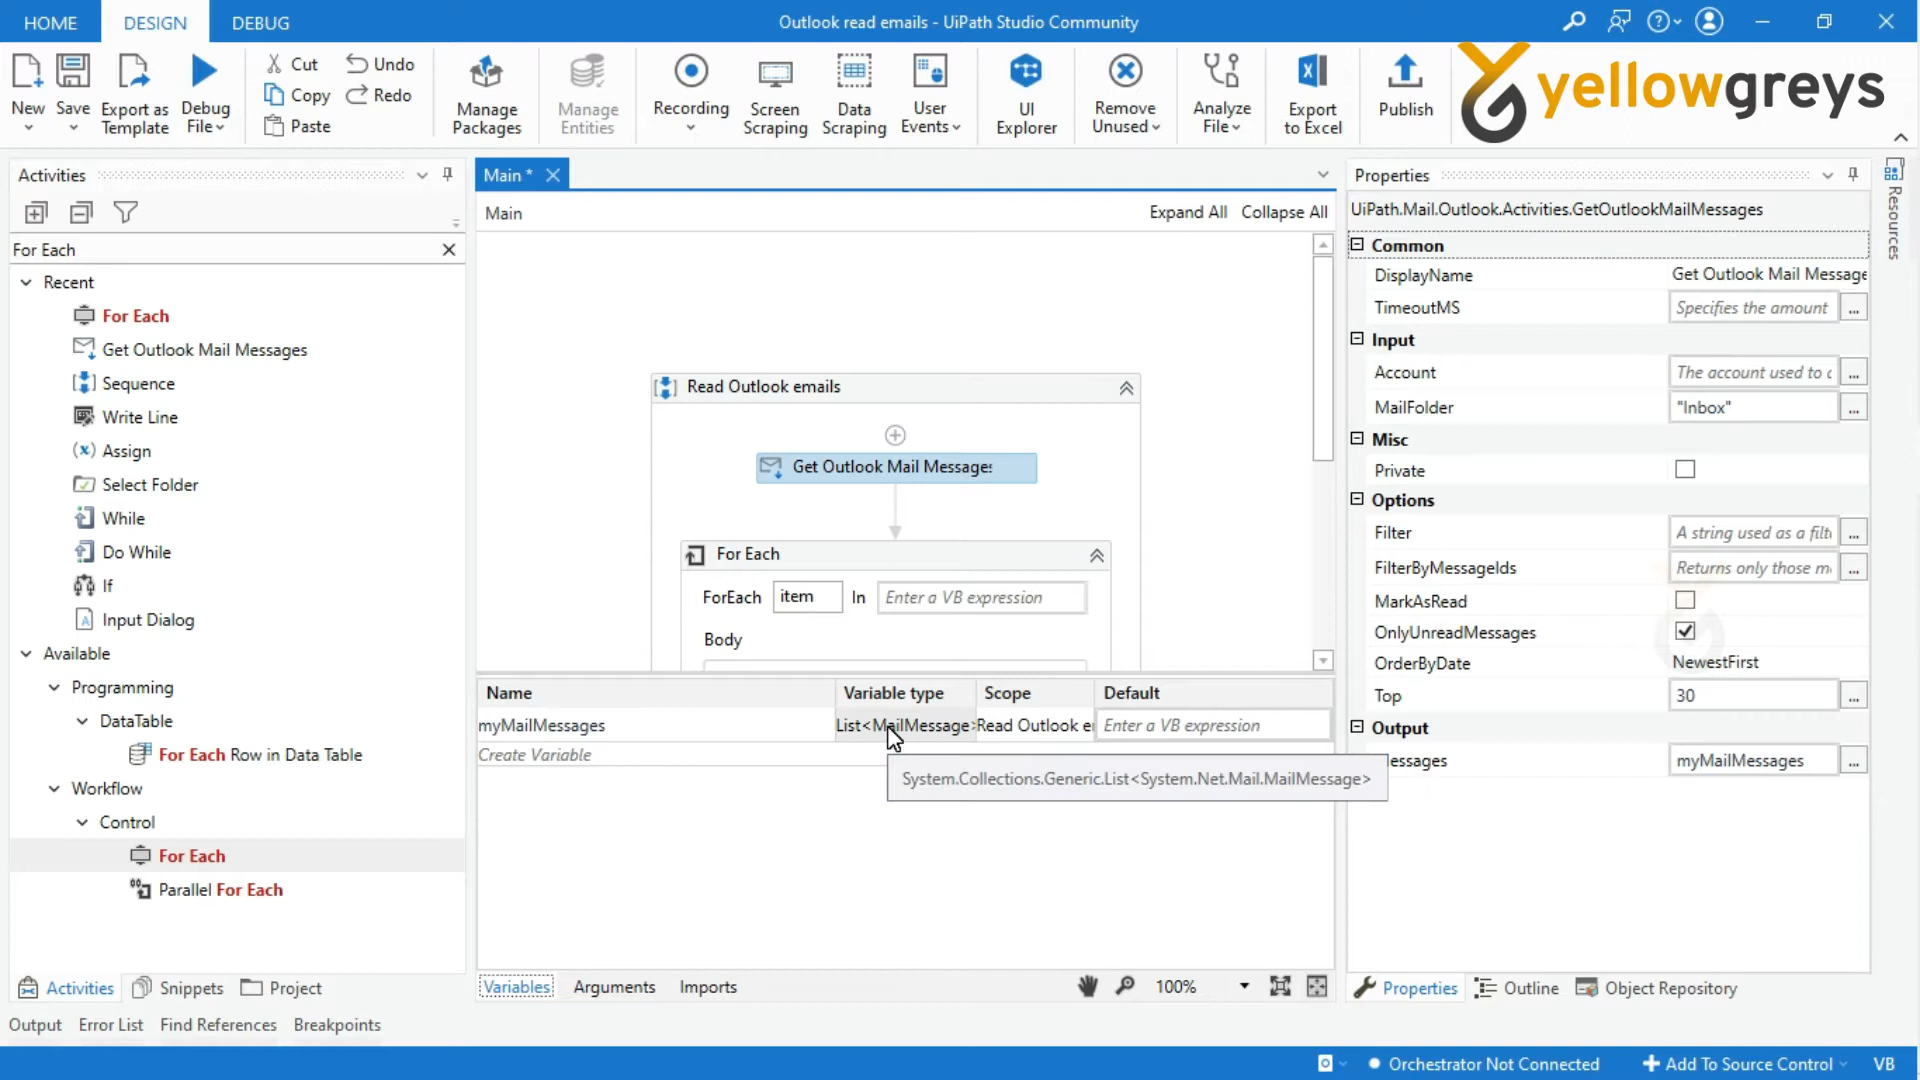 HOME DESIGN DEBUG
Outlook read emails - UiPath Studio Community
New
Save
Export as Template
Debug File
Cut
Copy
Paste
Undo
Redo
Manage Packages
Manage Entities
Recording
Screen Scraping
Data Scraping
User Events
UI Explorer
Remove Unused
Analyze File
Export to Excel
Publish
yellowgreys
Activities
For Each
Recent
For Each
Get Outlook Mail Messages
Sequence
Write Line
Assign
Select Folder
While
Do While
If
Input Dialog
Available
Programming
DataTable
For Each Row in Data Table
Workflow
Control
For Each
Parallel For Each
Activities Snippets Project
Main *
Main
Expand All Collapse All
Read Outlook emails
Get Outlook Mail Messages
For Each
ForEach item In Enter a VB expression
Body
Name Variable type Scope Default
myMailMessages List<MailMessage> Read Outlook e Enter a VB expression
Create Variable
System.Collections.Generic.List<System.Net.Mail.MailMessage>
Variables Arguments Imports
100%
Properties
UiPath.Mail.Outlook.Activities.GetOutlookMailMessages
Common
DisplayName Get Outlook Mail Message
TimeoutMS Specifies the amount ...
Input
Account The account used to ...
MailFolder "Inbox" ...
Misc
Private
Options
Filter A string used as a filt ...
FilterByMessageIds Returns only those m ...
MarkAsRead
OnlyUnreadMessages
OrderByDate NewestFirst
Top 30 ...
Output
essages myMailMessages ...
Properties Outline Object Repository
Resources
Output Error List Find References Breakpoints
Orchestrator Not Connected
Add To Source Control
VB